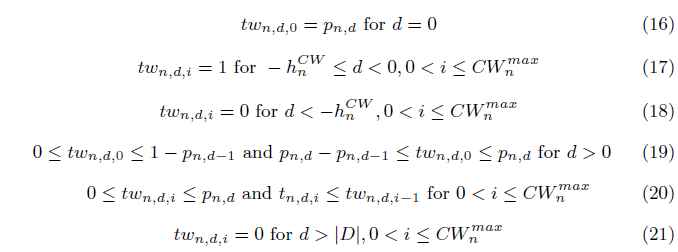 tw_{n,d,0} = p_{n,d} for d = 0 (16)
tw_{n,d,i} = 1 for − h_n^{CW} ≤ d < 0, 0 < i ≤ CW_n^{max} (17)
tw_{n,d,i} = 0 for d < −h_n^{CW}, 0 < i ≤ CW_n^{max} (18)
0 ≤ tw_{n,d,0} ≤ 1 − p_{n,d−1} and p_{n,d} − p_{n,d−1} ≤ tw_{n,d,0} ≤ p_{n,d} for d > 0 (19)
0 ≤ tw_{n,d,i} ≤ p_{n,d} and t_{n,d,i} ≤ tw_{n,d,i−1} for 0 < i ≤ CW_n^{max} (20)
tw_{n,d,i} = 0 for d > |D|, 0 < i ≤ CW_n^{max} (21)